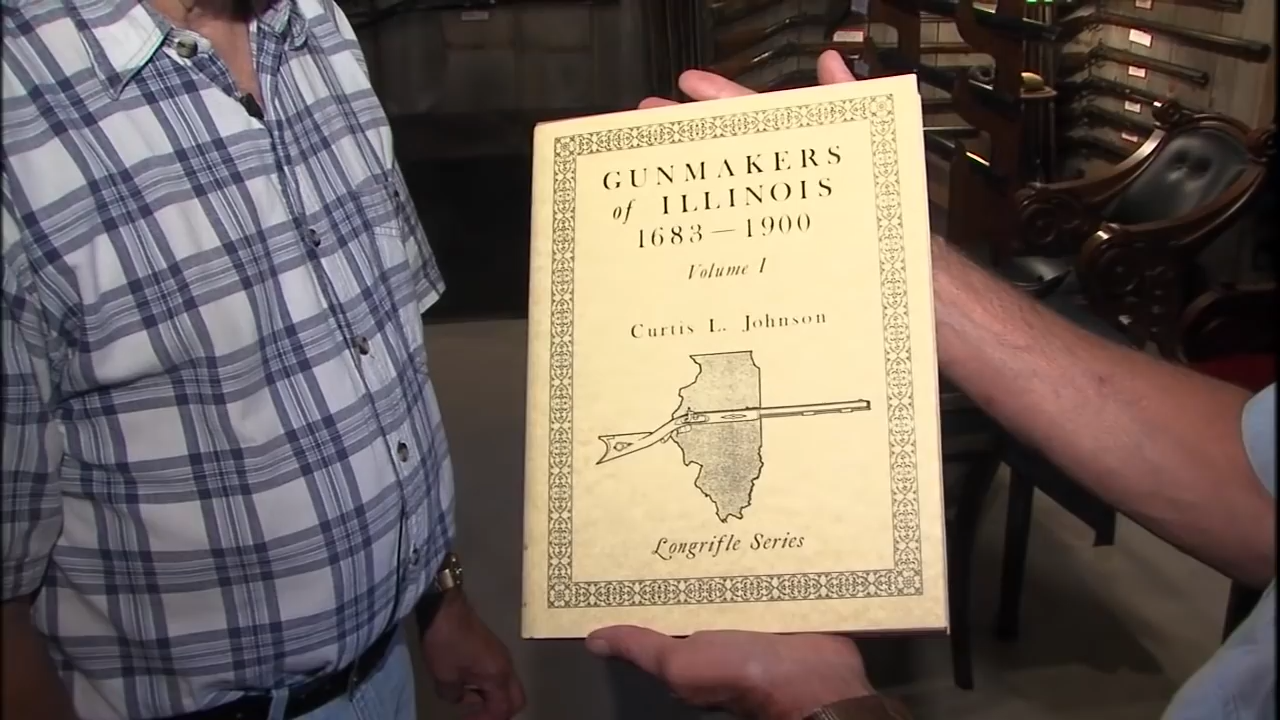 GUNMAKERS
of ILLINOIS
1683—1900
Volume I
Curtis L. Johnson
Longrifle Series